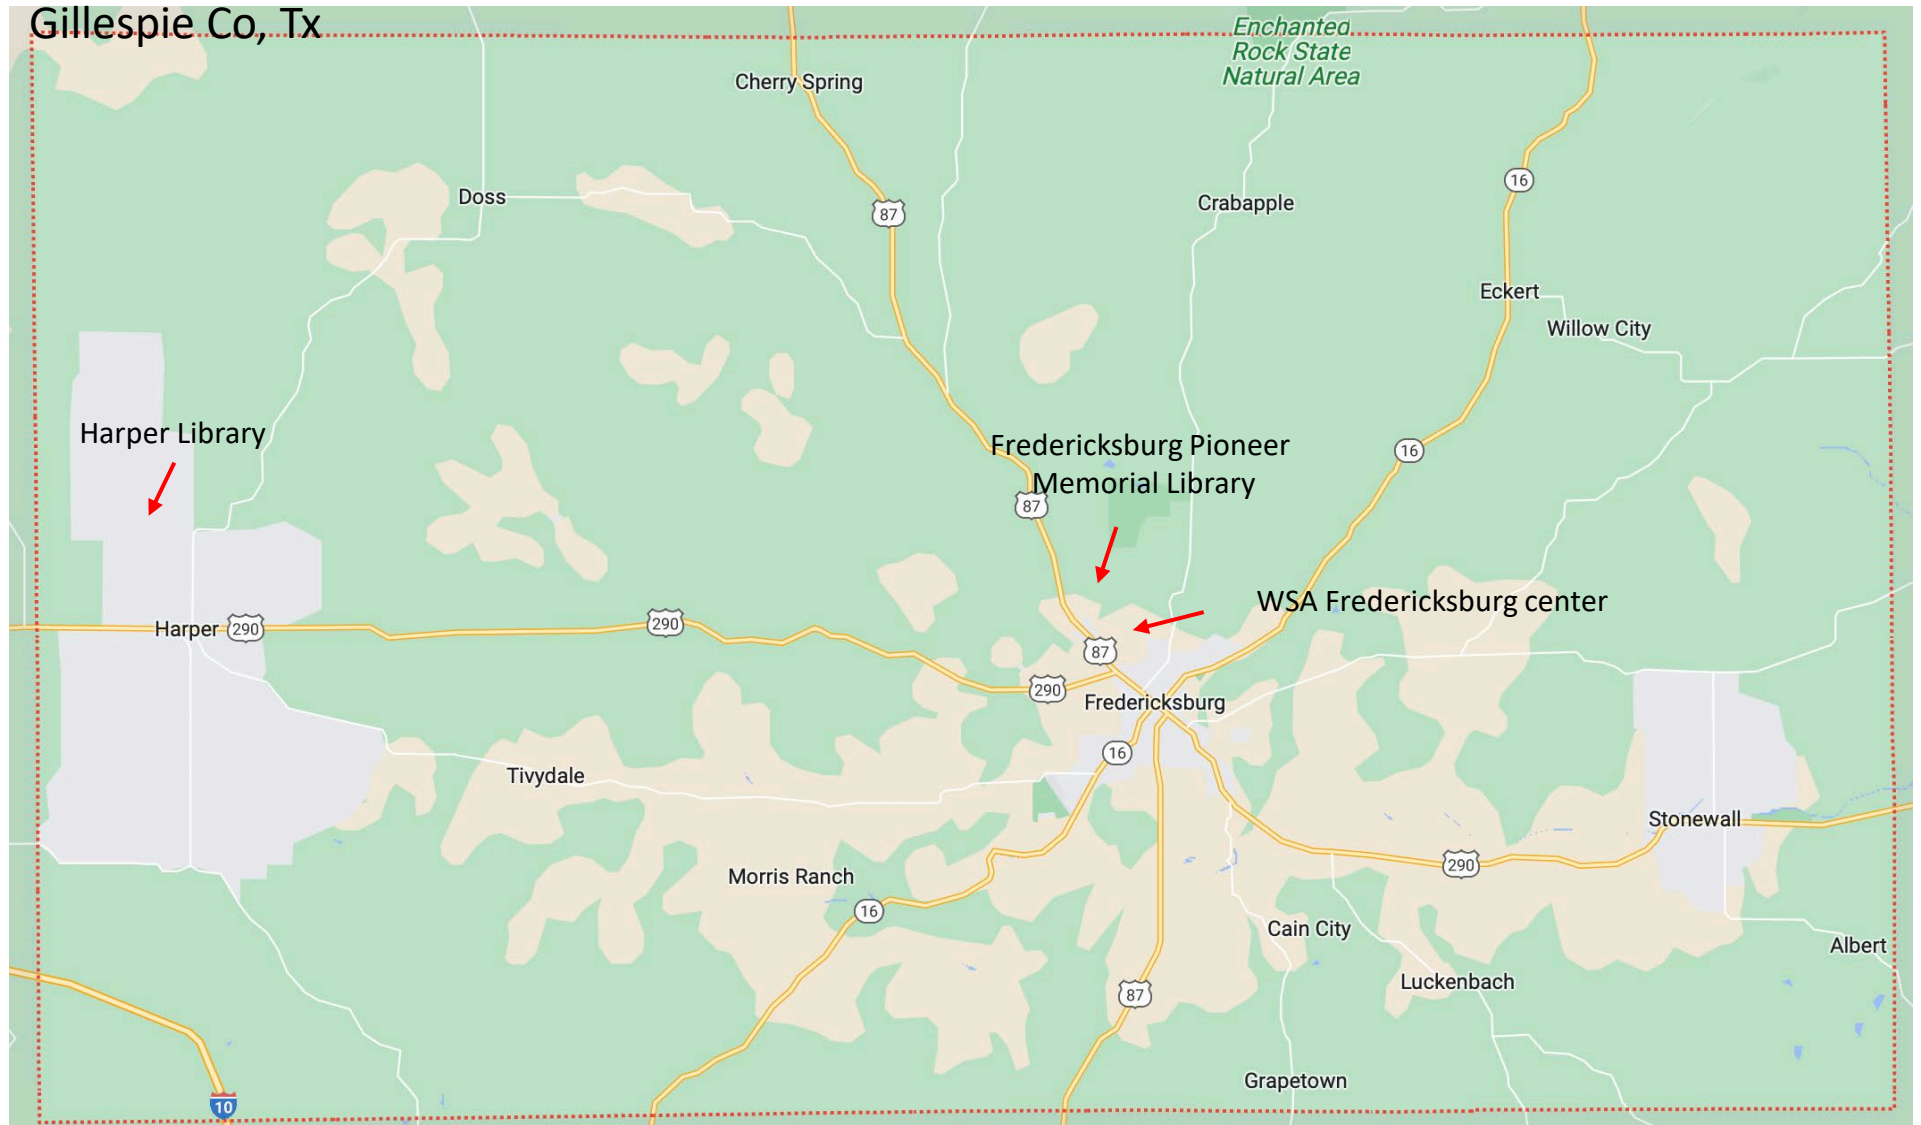 Gillespie Co, Tx
Enchanted
Rock State
Natural Area
Cherry Spring
16
Doss
Crabapple
87
Eckert
Willow City
Harper Library
Fredericksburg Pioneer
Memorial Library
16
87
WSA Fredericksburg center
Harper
290
290
87
290
Fredericksburg
16
Tivydale
Stonewall
290
Morris Ranch
16
Cain City
Albert
Luckenbach
87
Grapetown
10